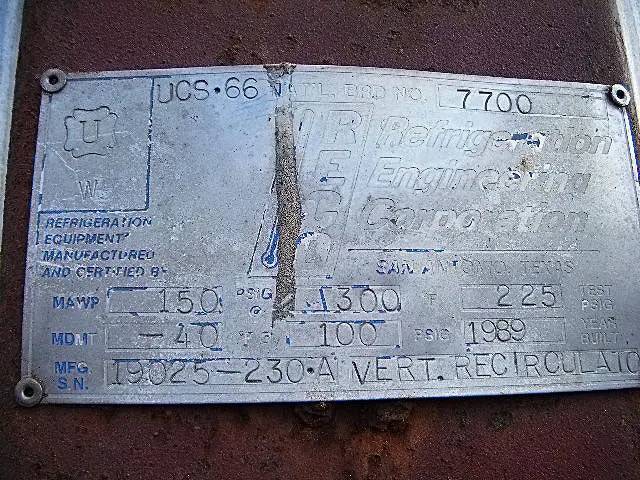 UCS·66 NAT'L. BRD NO. 7700
U
W
RECO
Refrigeration
Engineering
Corporation
SAN ANTONIO, TEXAS
REFRIGERATION
EQUIPMENT
MANUFACTURED
AND CERTIFIED BY
MAWP 150 PSIG @ 300 °F 225 TEST PSIG
MDMT -40 °F @ 100 PSIG 1989 YEAR BUILT
MFG. S.N. 19025-230·A VERT. RECIRCULATO